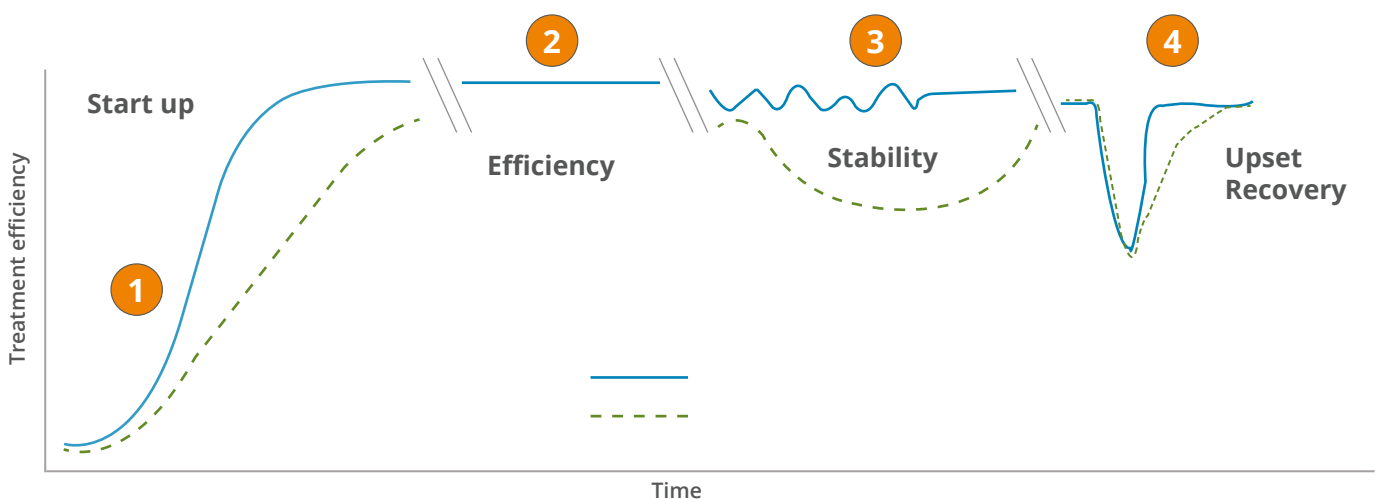 1
Start up
2
Efficiency
3
Stability
4
Upset
Recovery
Treatment efficiency
Time